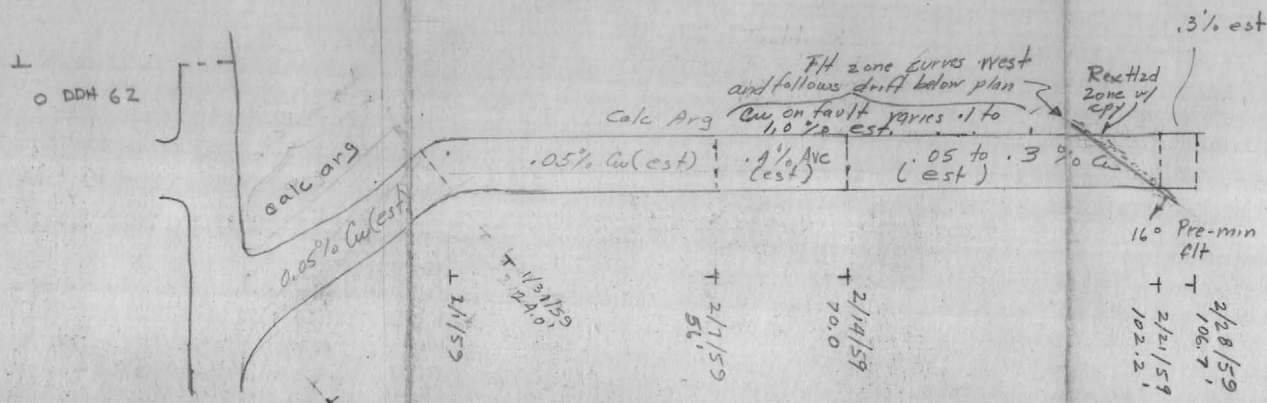 .3% est
Flt zone curves West
and follows drift below plan
Rextlzd
zone w/
cpy
O DDH 62
Calc Arg
Cu on fault varies .1 to
1.0 % est.
calc arg
.05% Cu (est)
.4% Ave
(est)
.05 to .3 % Cu
(est)
0.05% Cu (est)
16°
Pre-min
flt
2/1/59
1/31/59
2/7/59
56.
2/14/59
70.0
2/21/59
102.2'
2/28/59
106.7'